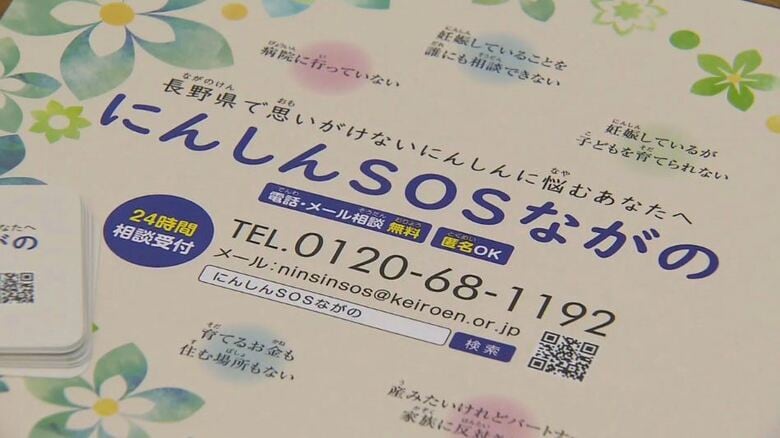 病院に行っていない
妊娠していることを
誰にも相談できない
妊娠しているが
子どもを育てられない
長野県で思いがけないにんしんに悩むあなたへ
にんしんSOSながの
24時間
相談受付
電話・メール相談 無料
匿名OK
TEL.0120-68-1192
メール:ninsinsos@keiroen.or.jp
にんしんSOSながの
検索
育てるお金も
住む場所もない
産みたいけれどパートナー
家族に反対
なたへ
がの